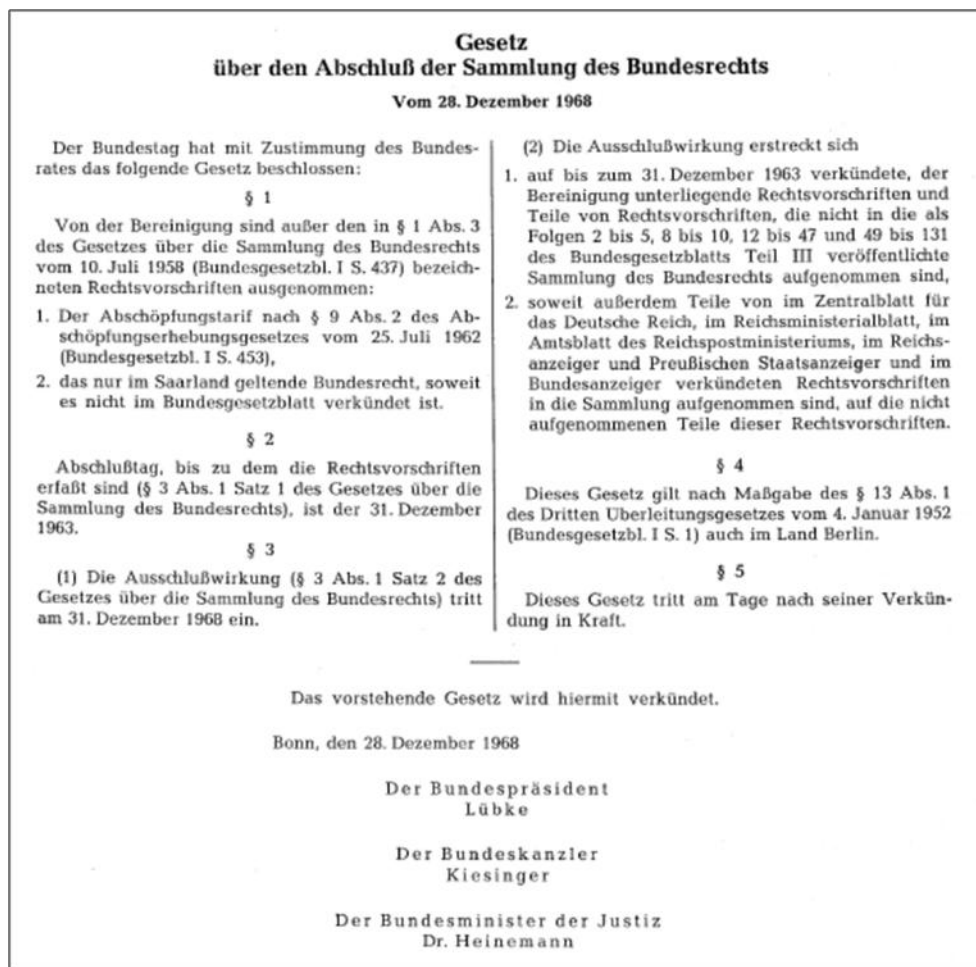 Gesetz
über den Abschluß der Sammlung des Bundesrechts
Vom 28. Dezember 1968
Der Bundestag hat mit Zustimmung des Bundes-
rates das folgende Gesetz beschlossen:
§ 1
Von der Bereinigung sind außer den in § 1 Abs. 3
des Gesetzes über die Sammlung des Bundesrechts
vom 10. Juli 1958 (Bundesgesetzbl. I S. 437) bezeich-
neten Rechtsvorschriften ausgenommen:
1. Der Abschöpfungstarif nach § 9 Abs. 2 des Ab-
schöpfungserhebungsgesetzes vom 25. Juli 1962
(Bundesgesetzbl. I S. 453),
2. das nur im Saarland geltende Bundesrecht, soweit
es nicht im Bundesgesetzblatt verkündet ist.
§ 2
Abschlußtag, bis zu dem die Rechtsvorschriften
erfaßt sind (§ 3 Abs. 1 Satz 1 des Gesetzes über die
Sammlung des Bundesrechts), ist der 31. Dezember
1963.
§ 3
(1) Die Ausschlußwirkung (§ 3 Abs. 1 Satz 2 des
Gesetzes über die Sammlung des Bundesrechts) tritt
am 31. Dezember 1968 ein.
(2) Die Ausschlußwirkung erstreckt sich
1. auf bis zum 31. Dezember 1963 verkündete, der
Bereinigung unterliegende Rechtsvorschriften und
Teile von Rechtsvorschriften, die nicht in die als
Folgen 2 bis 5, 8 bis 10, 12 bis 47 und 49 bis 131
des Bundesgesetzblatts Teil III veröffentlichte
Sammlung des Bundesrechts aufgenommen sind,
2. soweit außerdem Teile von im Zentralblatt für
das Deutsche Reich, im Reichsministerialblatt, im
Amtsblatt des Reichspostministeriums, im Reichs-
anzeiger und Preußischen Staatsanzeiger und im
Bundesanzeiger verkündeten Rechtsvorschriften
in die Sammlung aufgenommen sind, auf die nicht
aufgenommenen Teile dieser Rechtsvorschriften.
§ 4
Dieses Gesetz gilt nach Maßgabe des § 13 Abs. 1
des Dritten Uberleitungsgesetzes vom 4. Januar 1952
(Bundesgesetzbl. I S. 1) auch im Land Berlin.
§ 5
Dieses Gesetz tritt am Tage nach seiner Verkün-
dung in Kraft.
Das vorstehende Gesetz wird hiermit verkündet.
Bonn, den 28. Dezember 1968
Der Bundespräsident
Lübke
Der Bundeskanzler
Kiesinger
Der Bundesminister der Justiz
Dr. Heinemann